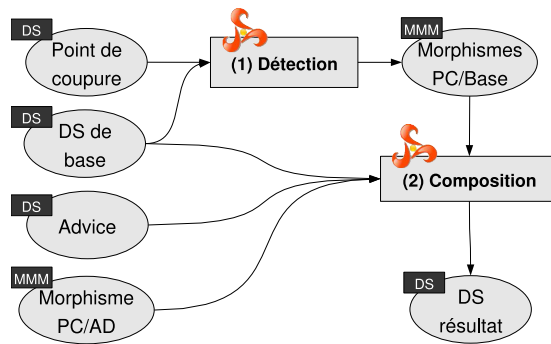 DS
Point de
coupure
(1) Détection
MMM
Morphismes
PC/Base
DS
DS de
base
(2) Composition
DS
Advice
MMM
Morphisme
PC/AD
DS
DS
résultat